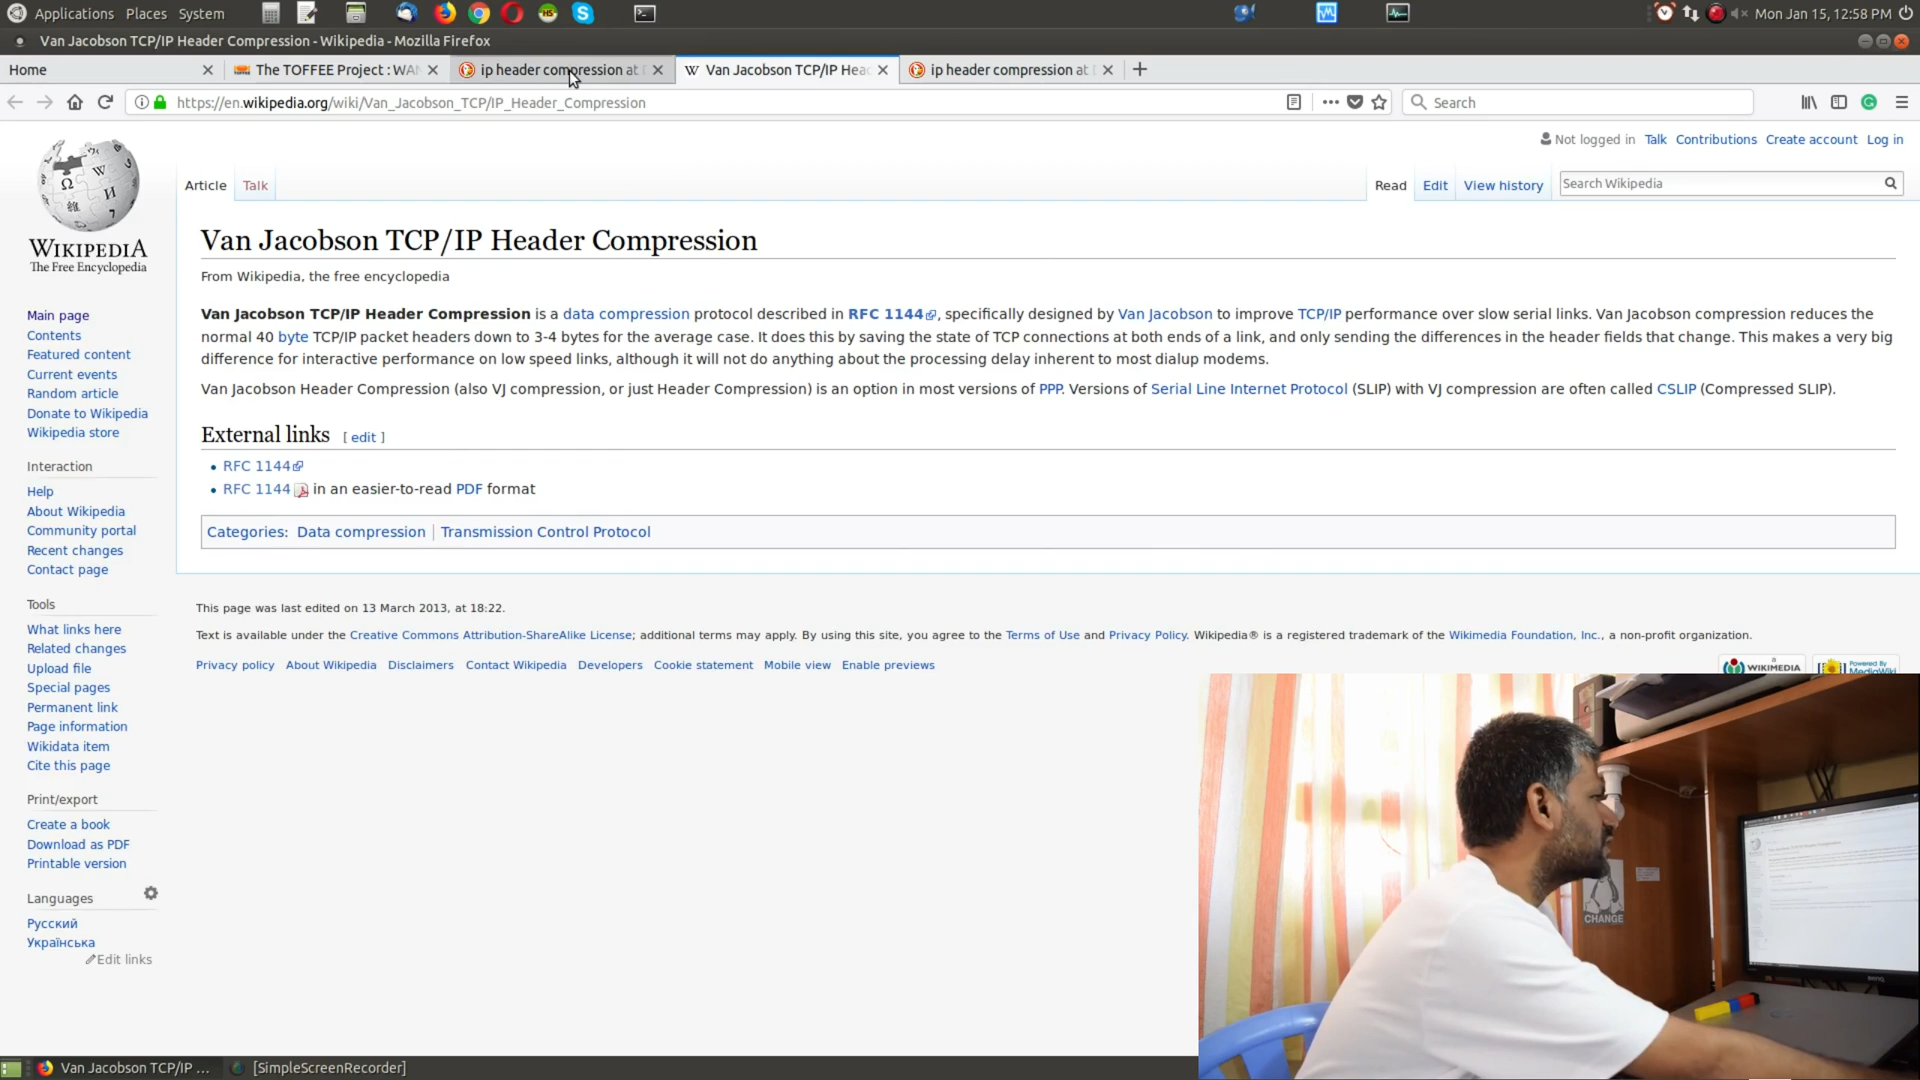 Applications Places System
Mon Jan 15, 12:58 PM
Van Jacobson TCP/IP Header Compression - Wikipedia - Mozilla Firefox
Home
The TOFFEE Project : WAN
ip header compression at
Van Jacobson TCP/IP Head
ip header compression at
https://en.wikipedia.org/wiki/Van_Jacobson_TCP/IP_Header_Compression
Search
Not logged in Talk Contributions Create account Log in
Article Talk
Read Edit View history
Search Wikipedia
WIKIPEDIA
The Free Encyclopedia
Main page
Contents
Featured content
Current events
Random article
Donate to Wikipedia
Wikipedia store
Interaction
Help
About Wikipedia
Community portal
Recent changes
Contact page
Tools
What links here
Related changes
Upload file
Special pages
Permanent link
Page information
Wikidata item
Cite this page
Print/export
Create a book
Download as PDF
Printable version
Languages
Русский
Українська
Edit links
Van Jacobson TCP/IP Header Compression
From Wikipedia, the free encyclopedia
Van Jacobson TCP/IP Header Compression is a data compression protocol described in RFC 1144, specifically designed by Van Jacobson to improve TCP/IP performance over slow serial links. Van Jacobson compression reduces the
normal 40 byte TCP/IP packet headers down to 3-4 bytes for the average case. It does this by saving the state of TCP connections at both ends of a link, and only sending the differences in the header fields that change. This makes a very big
difference for interactive performance on low speed links, although it will not do anything about the processing delay inherent to most dialup modems.
Van Jacobson Header Compression (also VJ compression, or just Header Compression) is an option in most versions of PPP. Versions of Serial Line Internet Protocol (SLIP) with VJ compression are often called CSLIP (Compressed SLIP).
External links [ edit ]
RFC 1144
RFC 1144 in an easier-to-read PDF format
Categories: Data compression | Transmission Control Protocol
This page was last edited on 13 March 2013, at 18:22.
Text is available under the Creative Commons Attribution-ShareAlike License; additional terms may apply. By using this site, you agree to the Terms of Use and Privacy Policy. Wikipedia® is a registered trademark of the Wikimedia Foundation, Inc., a non-profit organization.
Privacy policy About Wikipedia Disclaimers Contact Wikipedia Developers Cookie statement Mobile view Enable previews
WIKIMEDIA
Powered By
MediaWiki
CHANGE
BenQ
Van Jacobson TCP/IP ...
[SimpleScreenRecorder]